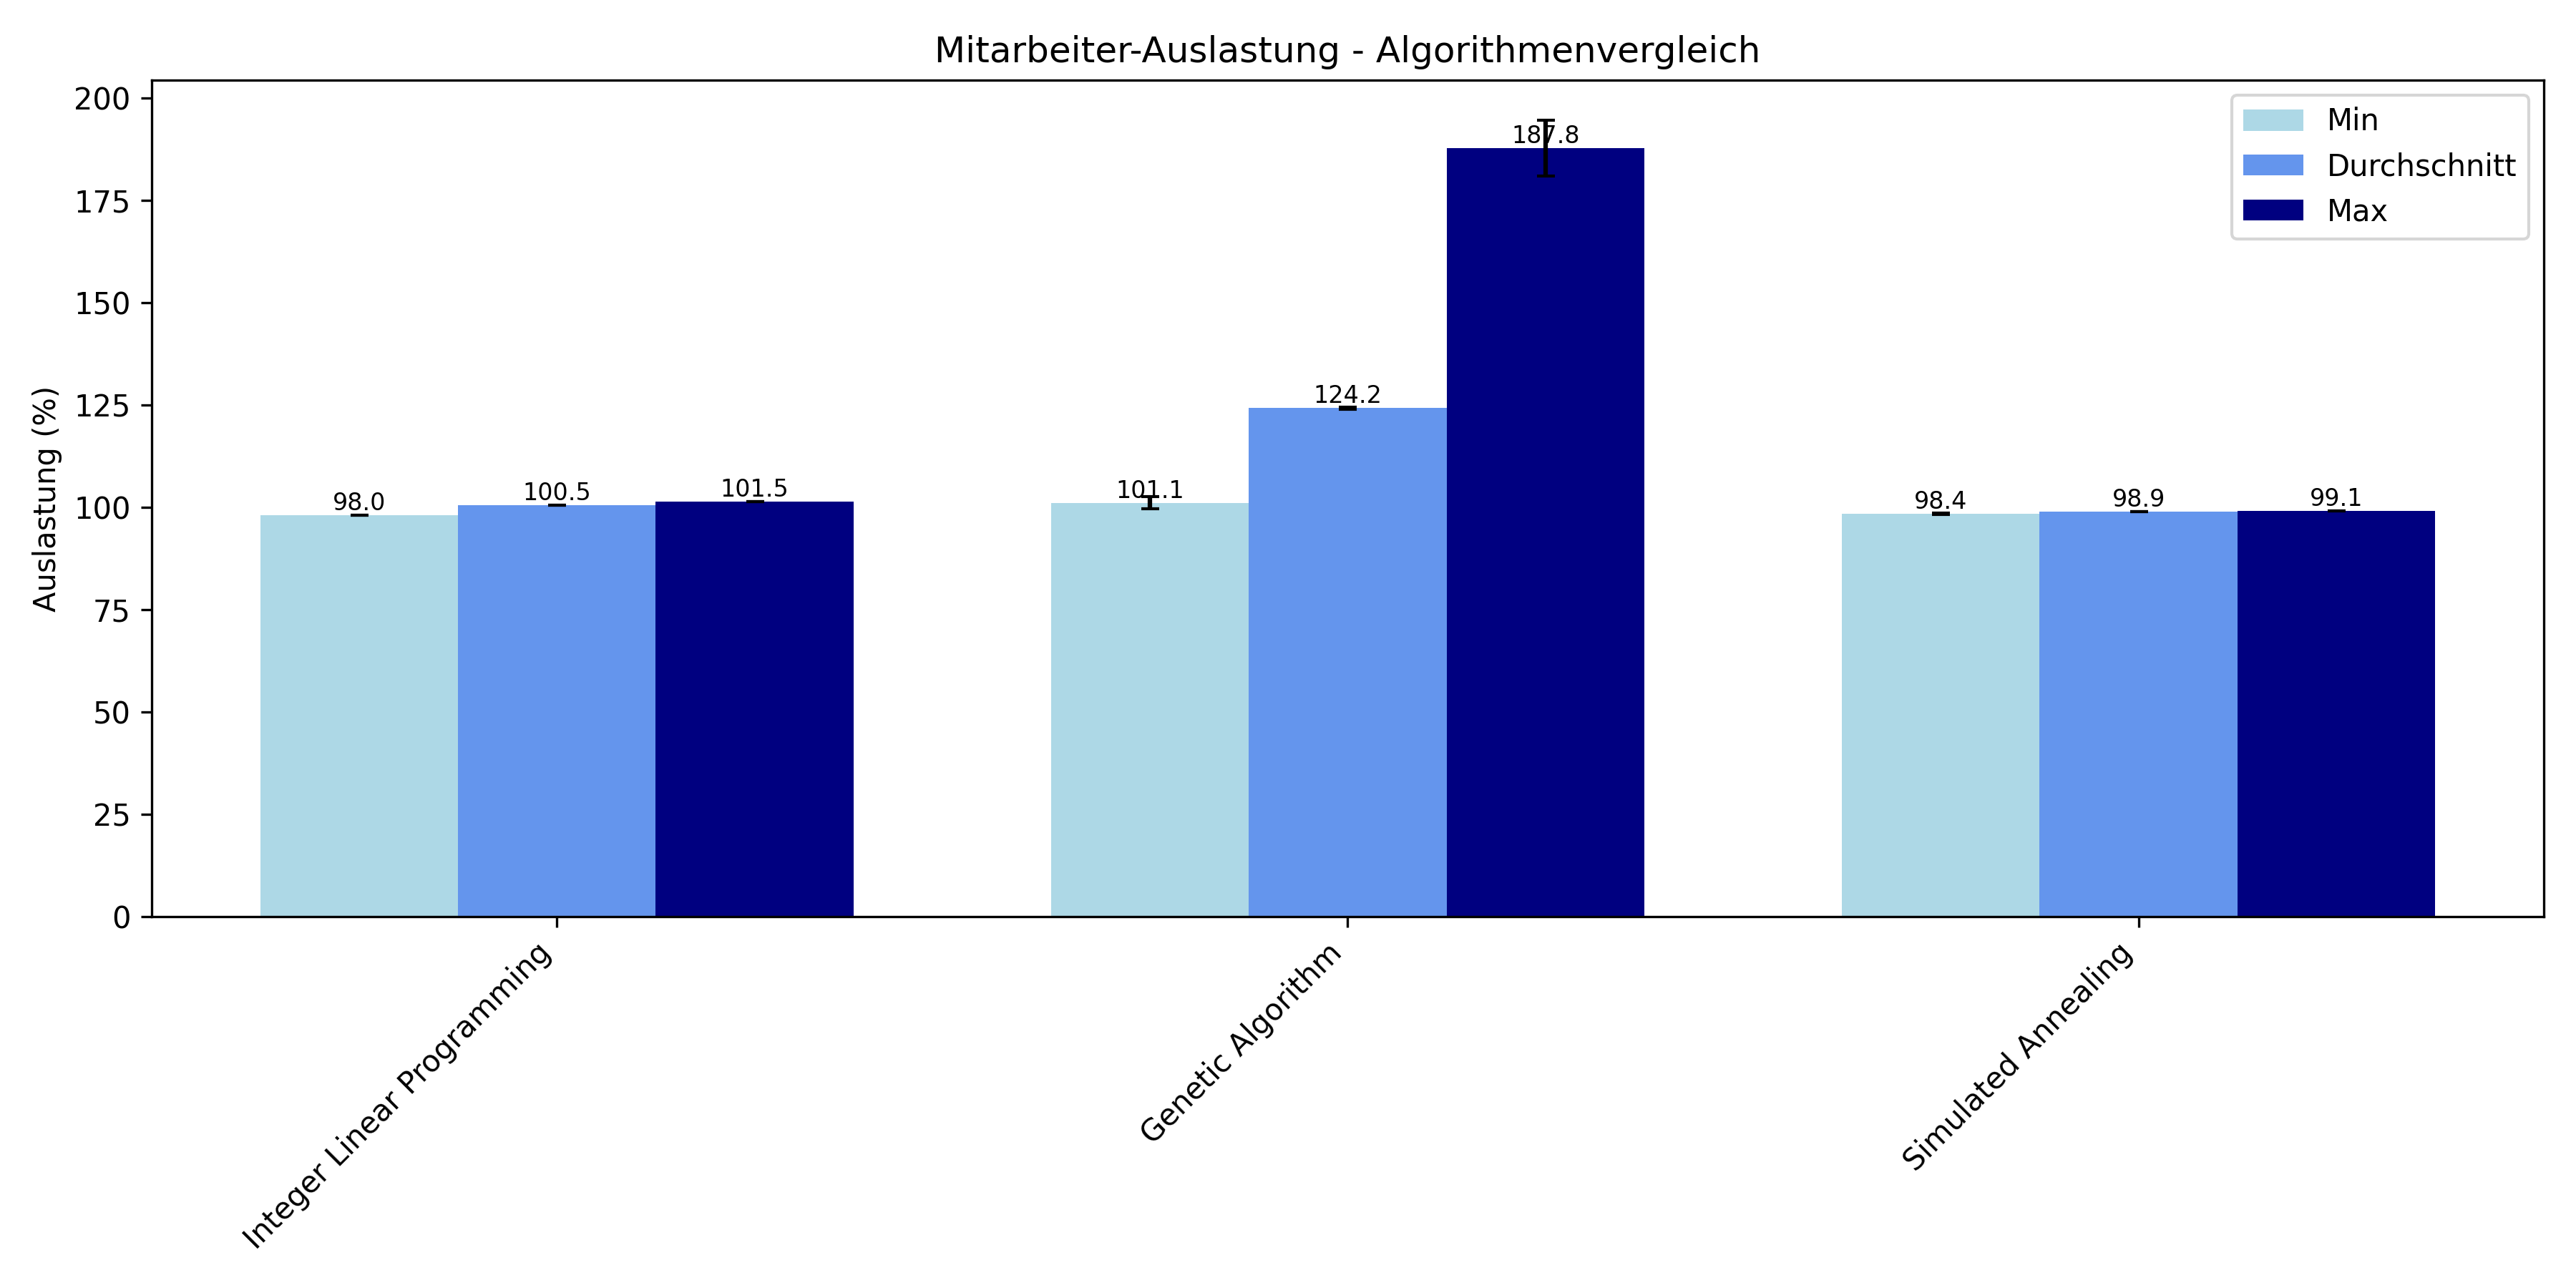 Mitarbeiter-Auslastung - Algorithmenvergleich
Auslastung (%)
200
175
150
125
100
75
50
25
0
98.0
100.5
101.5
101.1
124.2
187.8
98.4
98.9
99.1
Min
Durchschnitt
Max
Integer Linear Programming
Genetic Algorithm
Simulated Annealing